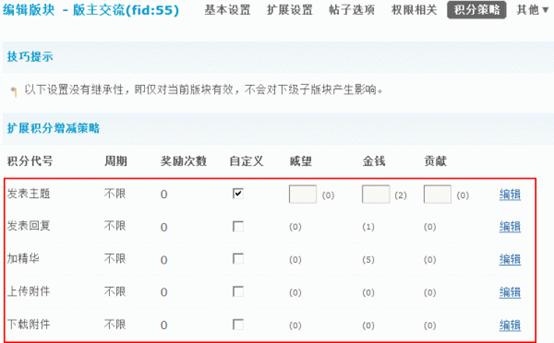 编辑版块 - 版主交流(fid:55) 基本设置 扩展设置 帖子选项 权限相关 积分策略 其他▼
技巧提示
以下设置没有继承性，即仅对当前版块有效，不会对下级子版块产生影响。
扩展积分增减策略
积分代号 周期 奖励次数 自定义 威望 金钱 贡献
发表主题 不限 0 (0) (2) (0) 编辑
发表回复 不限 0 (0) (1) (0) 编辑
加精华 不限 0 (0) (5) (0) 编辑
上传附件 不限 0 (0) (0) (0) 编辑
下载附件 不限 0 (0) (0) (0) 编辑